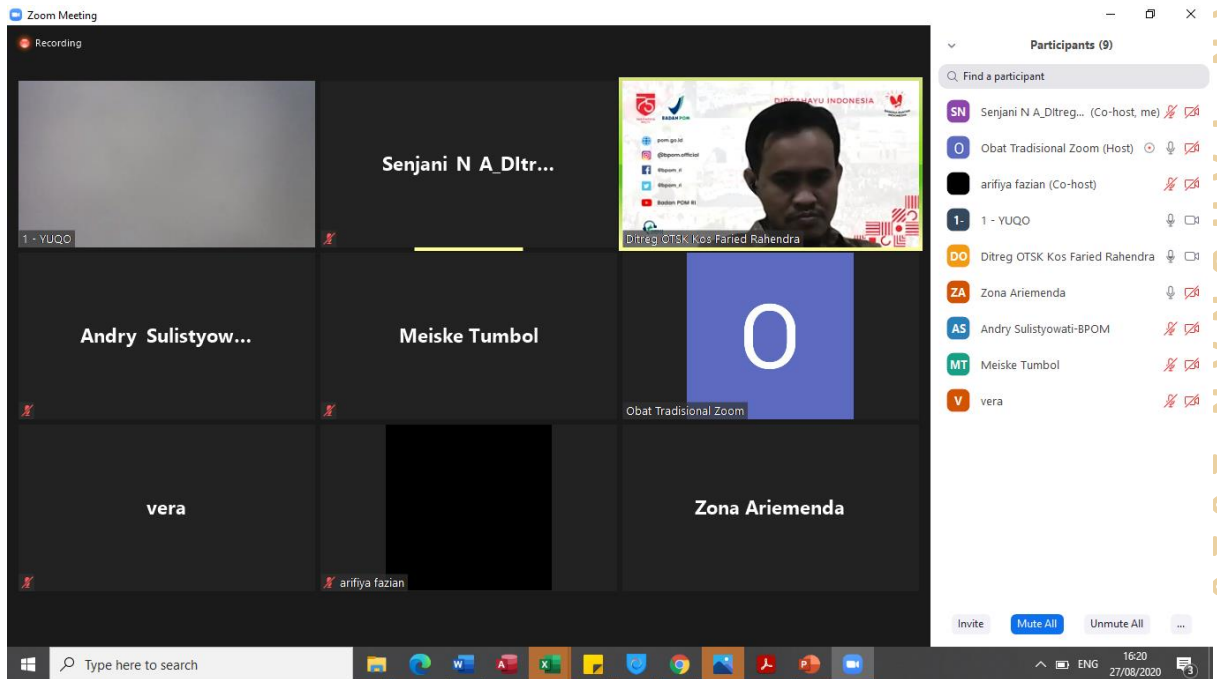 Zoom Meeting
Recording
1 - YUQO
Senjani N A_DItr...
75
BADAN POM
DIRGAHAYU INDONESIA
pom.go.id
@bpom.official
Badan POM RI
Ditreg OTSK Kos Faried Rahendra
Andry Sulistyow...
Meiske Tumbol
O
Obat Tradisional Zoom
vera
arifiya fazian
Zona Ariemenda
Participants (9)
Find a participant
SN Senjani N A_DItreg... (Co-host, me)
O Obat Tradisional Zoom (Host)
arifiya fazian (Co-host)
1- 1 - YUQO
DO Ditreg OTSK Kos Faried Rahendra
ZA Zona Ariemenda
AS Andry Sulistyowati-BPOM
MT Meiske Tumbol
V vera
Invite Mute All Unmute All ...
Type here to search
ENG
16:20
27/08/2020
3